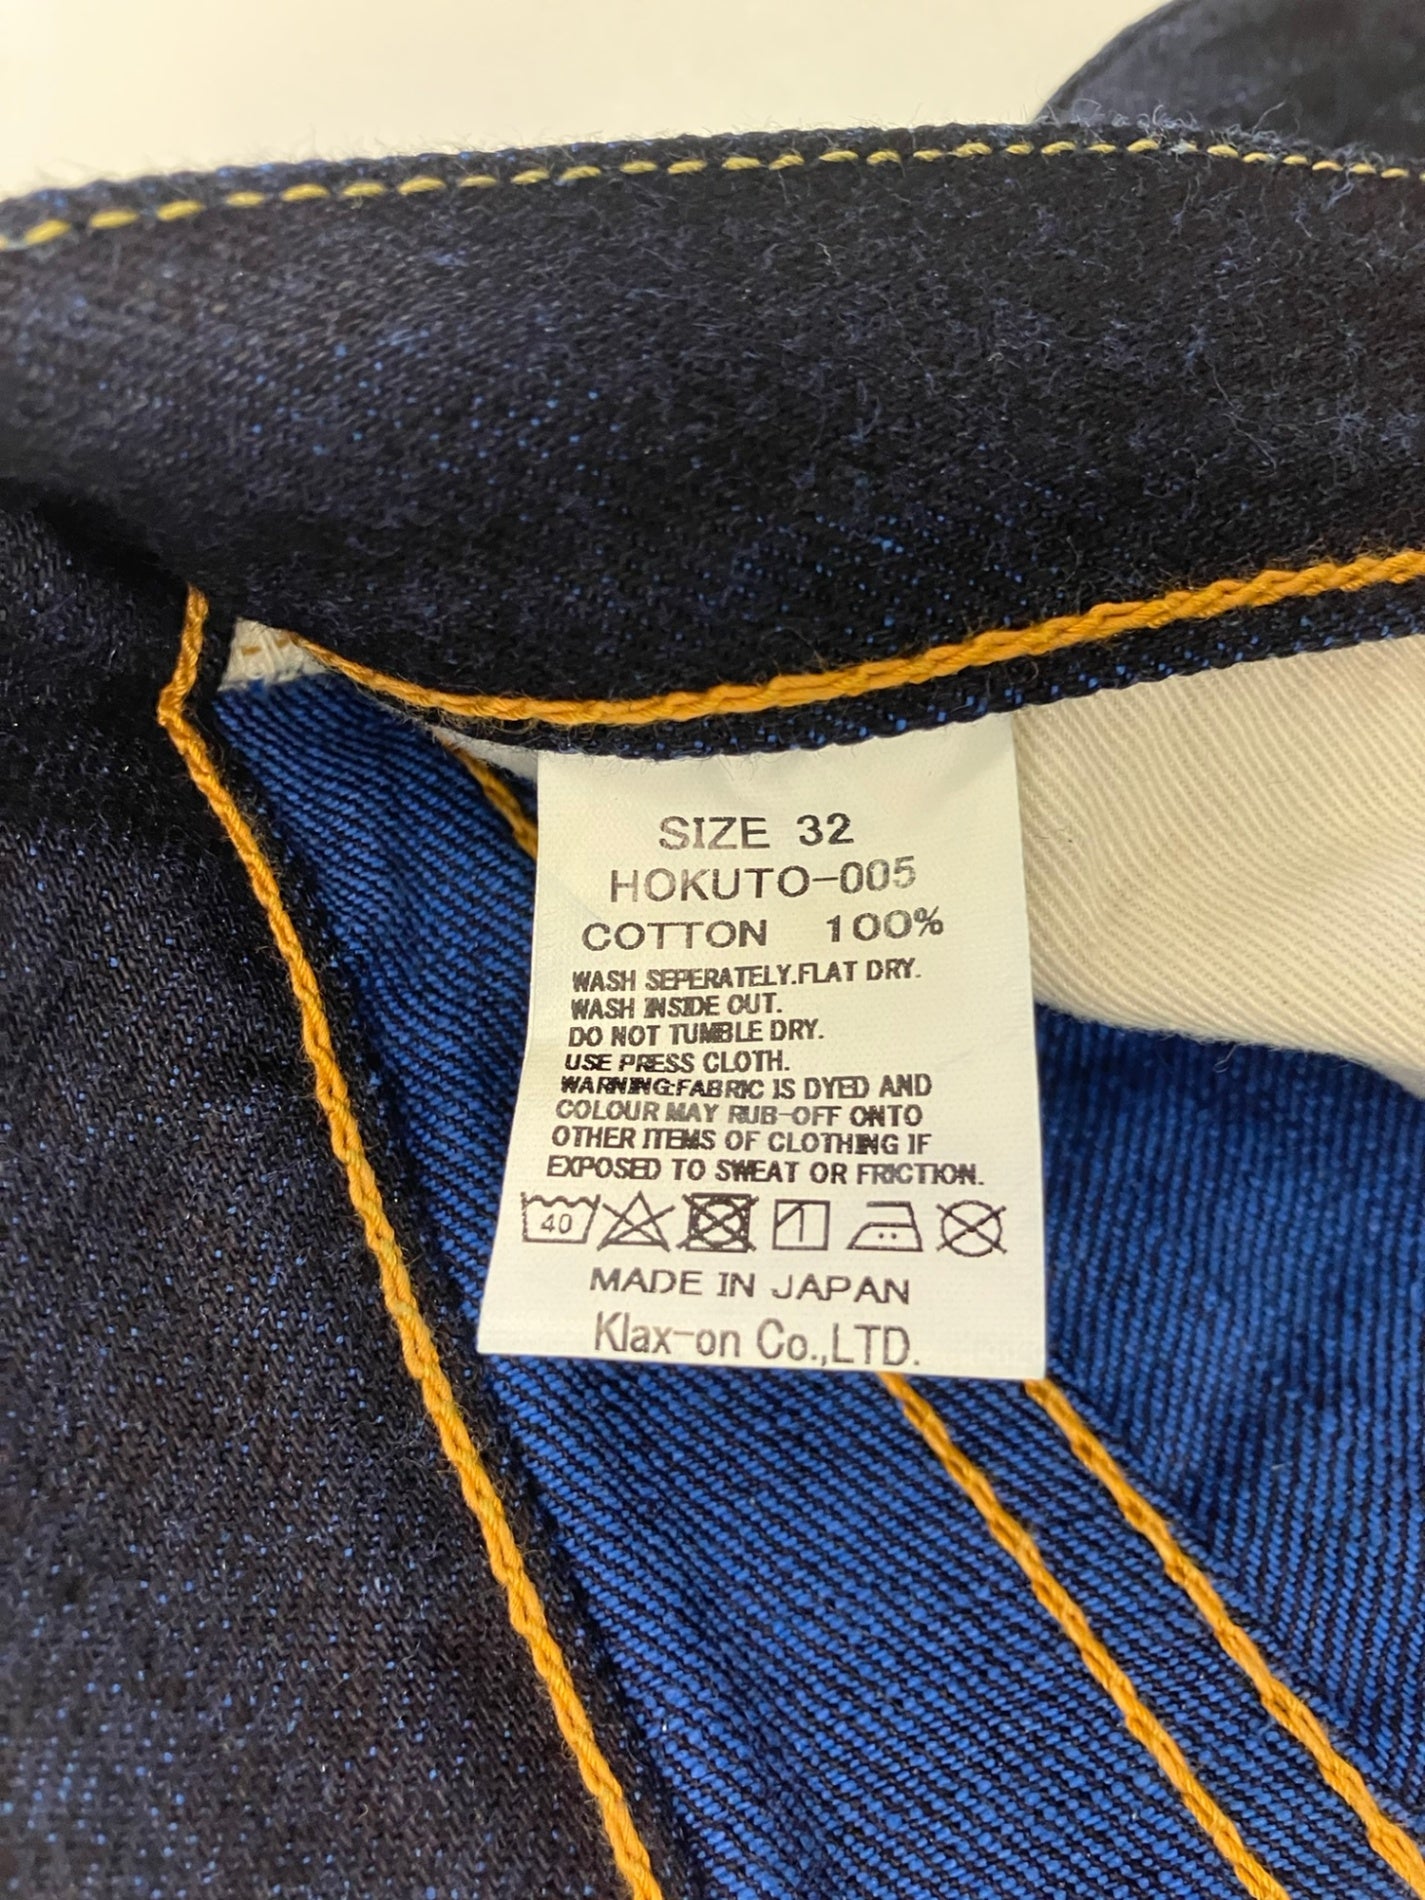 SIZE 32
HOKUTO-005
COTTON 100%
WASH SEPERATELY.FLAT DRY.
WASH INSIDE OUT.
DO NOT TUMBLE DRY.
USE PRESS CLOTH.
WARNING:FABRIC IS DYED AND
COLOUR MAY RUB-OFF ONTO
OTHER ITEMS OF CLOTHING IF
EXPOSED TO SWEAT OR FRICTION.
40
MADE IN JAPAN
Klax-on Co.,LTD.